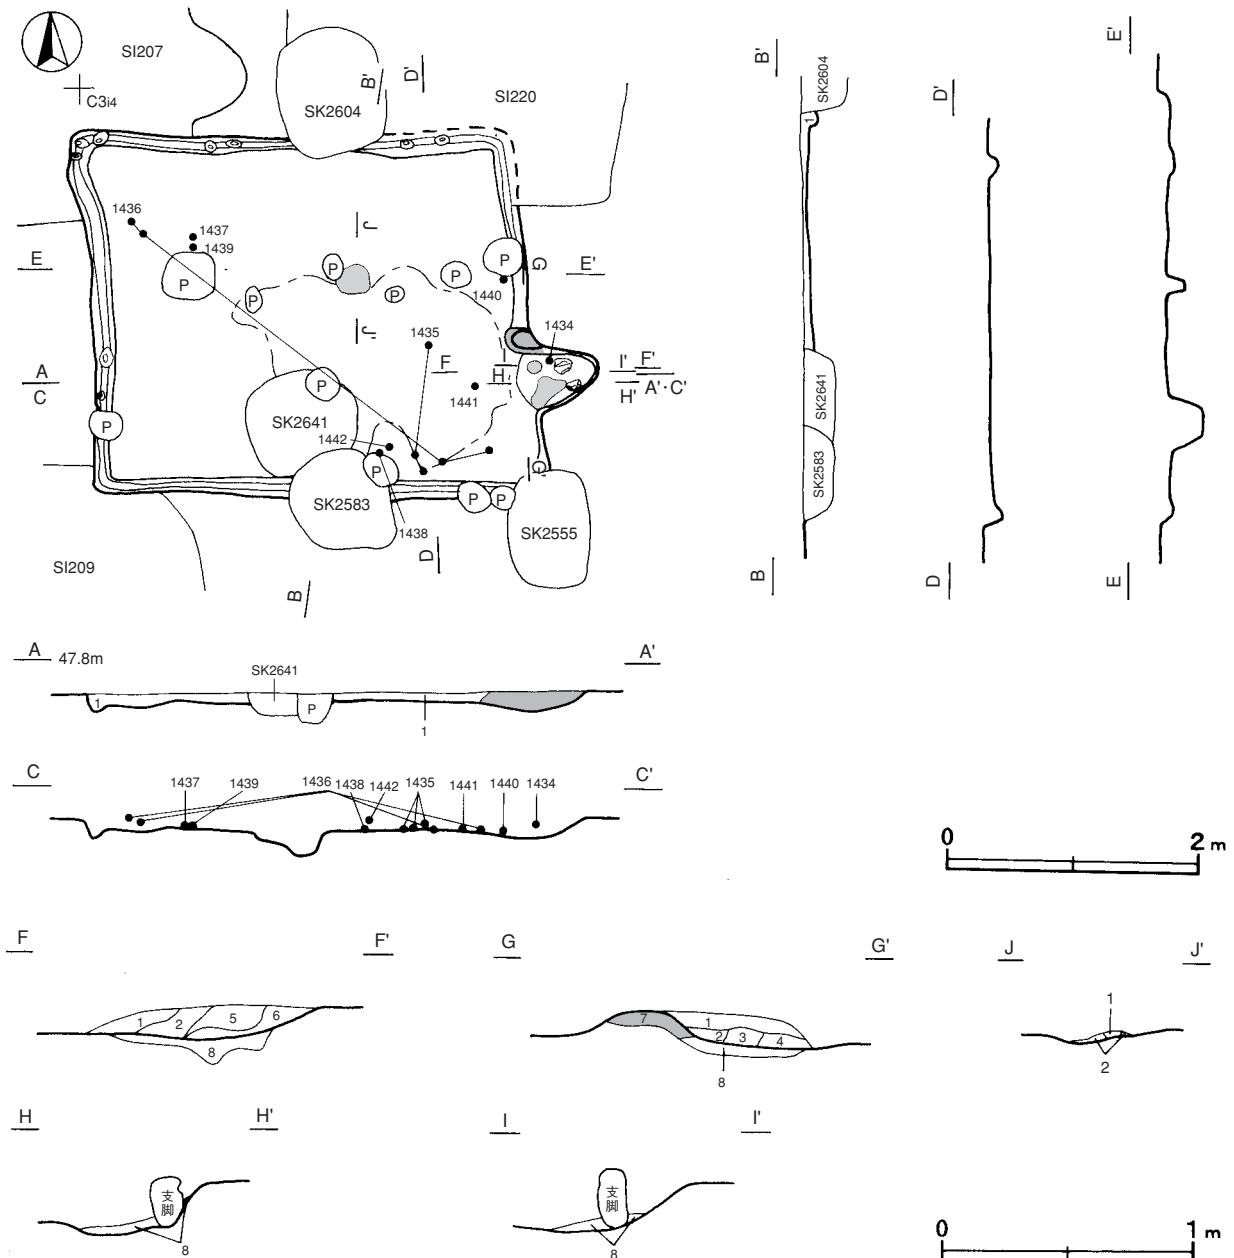 SI207
C3i4
SK2604
B'
D'
SI220
1436
1437
1439
J
E
P
P
P
P
P
P
G
E'
1440
J'
1435
1434
F
H
I'
F'
H'
A'・C'
A
C
P
SK2641
1441
P
1442
P
G'
P
P
SK2583
SK2555
1438
D
SI209
B
B'
SK2604
1
SK2641
SK2583
B
D'
D
E'
E
A
47.8m
SK2641
A'
1
P
1
C
1437
1439
1436
1438
1442
1435
1441
1440
1434
C'
0
2 m
F
F'
1
2
5
6
8
G
G'
7
1
2
3
4
8
J
J'
1
2
H
H'
支脚
8
I
I'
支脚
8
0
1 m